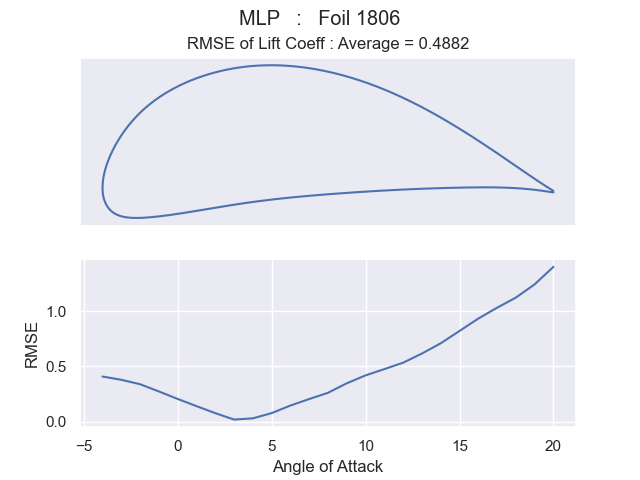 MLP : Foil 1806
RMSE of Lift Coeff : Average = 0.4882
RMSE
1.0
0.5
0.0
−5 0 5 10 15 20
Angle of Attack